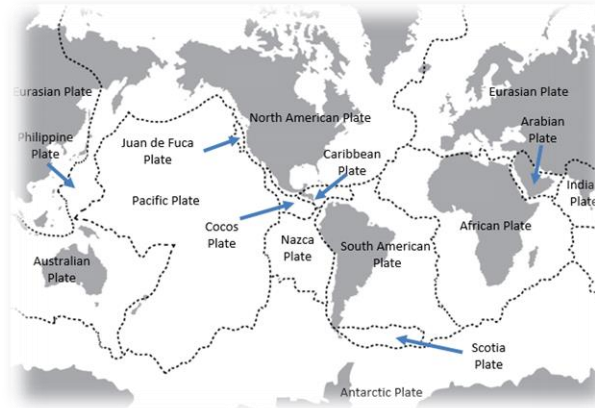 Eurasian Plate
North American Plate
Eurasian Plate
Arabian
Plate
Philippine
Plate
Juan de Fuca
Plate
Caribbean
Plate
Indian
Plate
Pacific Plate
Cocos
Plate
Nazca
Plate
South American
Plate
African Plate
Australian
Plate
Scotia
Plate
Antarctic Plate